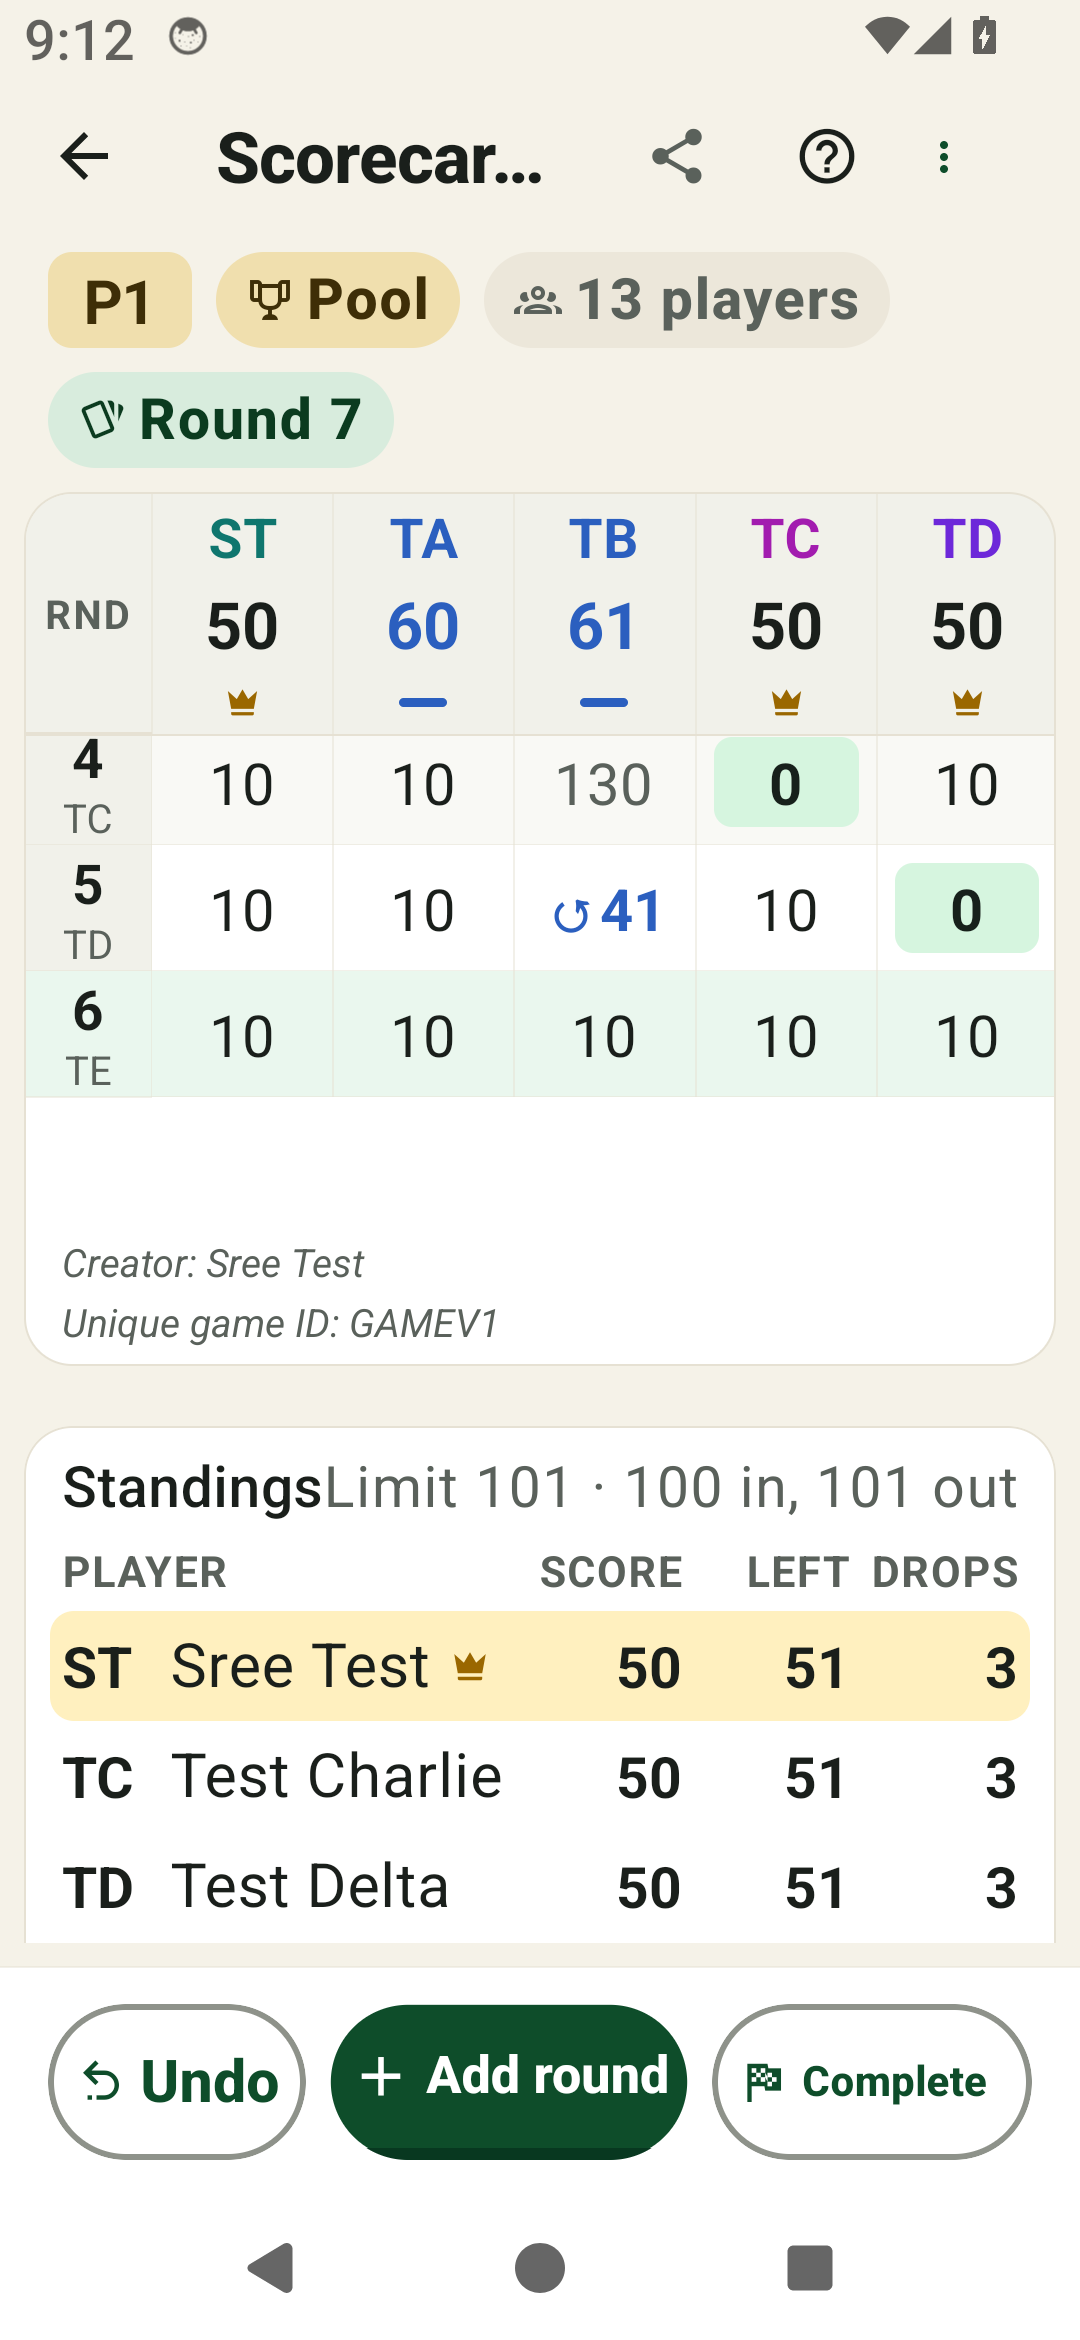 9:12
Scorecar...
P1 Pool 13 players
Round 7
RND ST TA TB TC TD
50 60 61 50 50
4 10 10 130 0 10
TC
5 10 10 41 10 0
TD
6 10 10 10 10 10
TE
Creator: Sree Test
Unique game ID: GAMEV1
Standings Limit 101 · 100 in, 101 out
PLAYER SCORE LEFT DROPS
ST Sree Test 50 51 3
TC Test Charlie 50 51 3
TD Test Delta 50 51 3
Undo Add round Complete